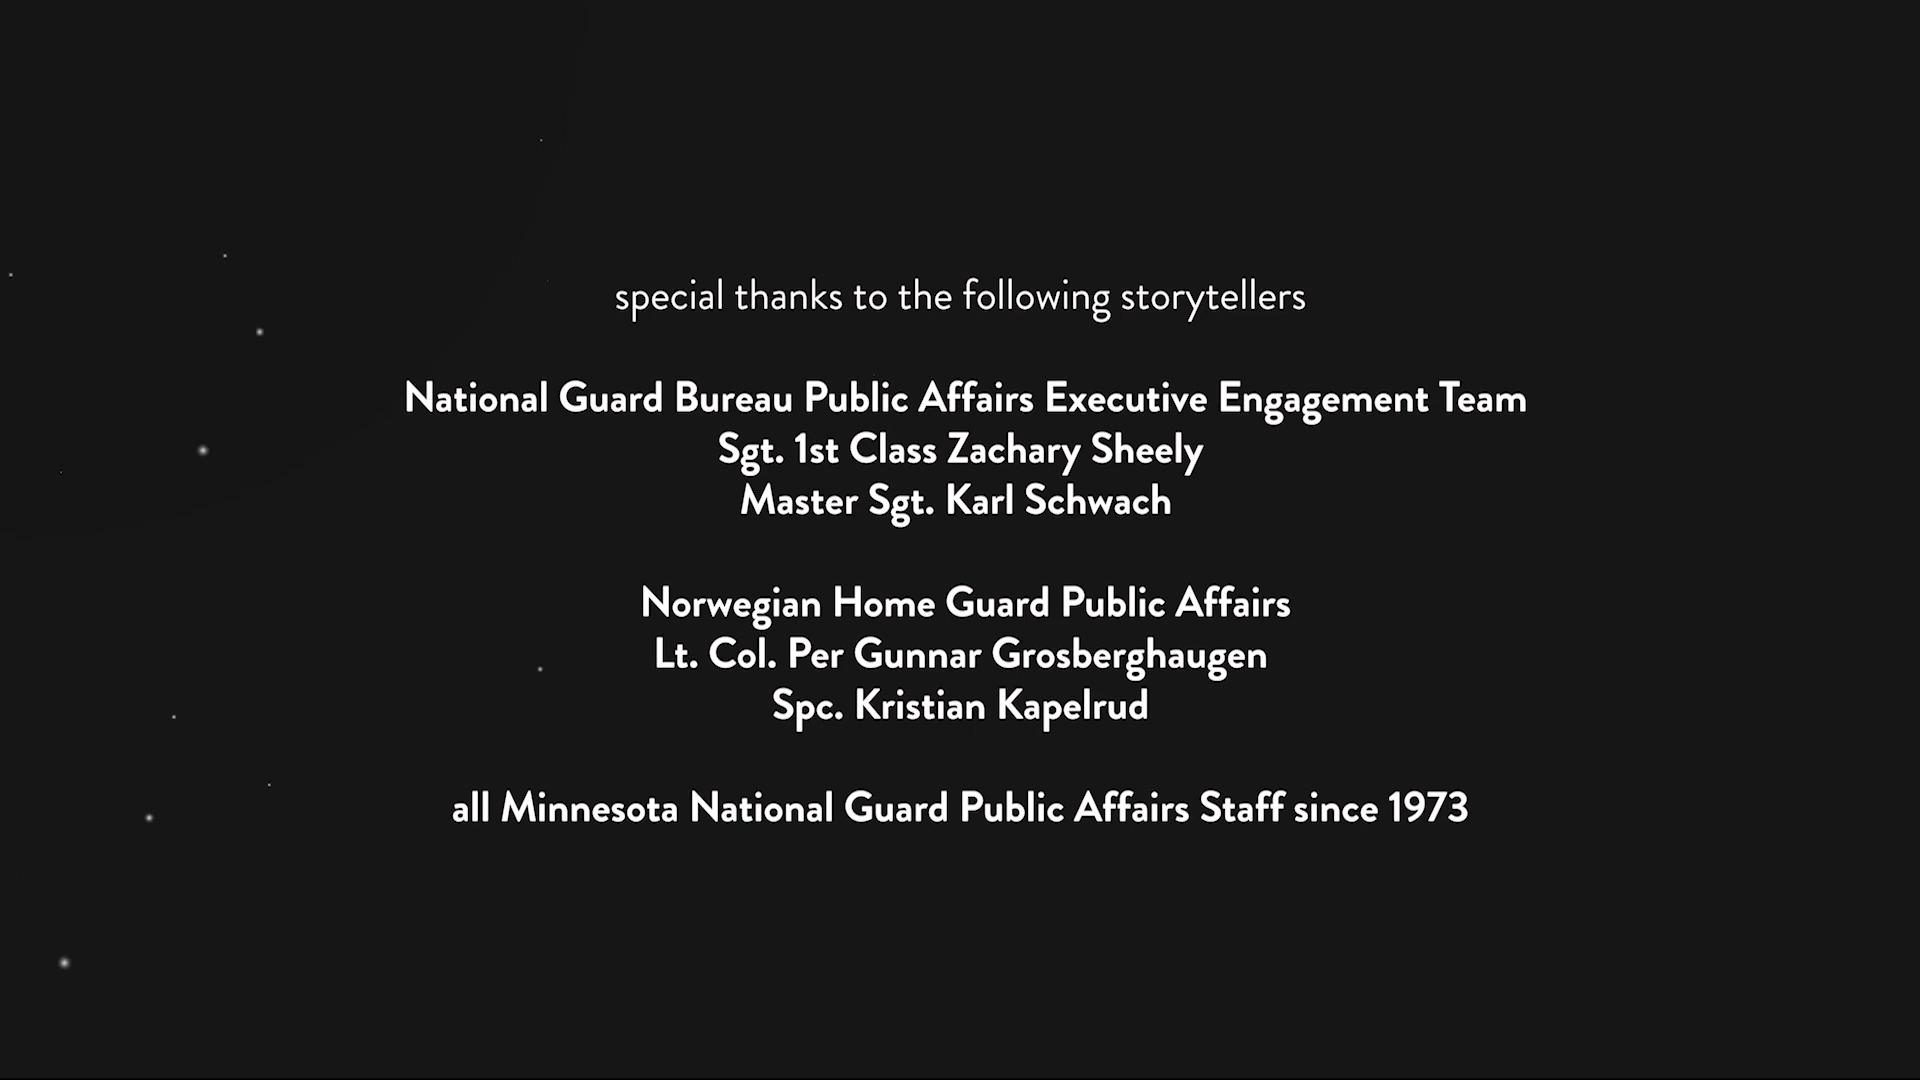 special thanks to the following storytellers
National Guard Bureau Public Affairs Executive Engagement Team
Sgt. 1st Class Zachary Sheely
Master Sgt. Karl Schwach
Norwegian Home Guard Public Affairs
Lt. Col. Per Gunnar Grosberghaugen
Spc. Kristian Kapelrud
all Minnesota National Guard Public Affairs Staff since 1973